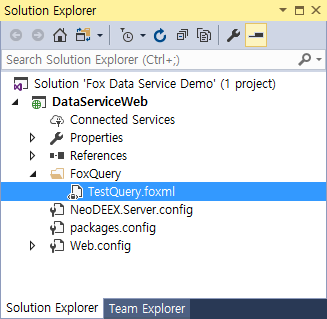 Solution Explorer
Search Solution Explorer (Ctrl+;)
Solution 'Fox Data Service Demo' (1 project)
DataServiceWeb
Connected Services
Properties
References
FoxQuery
TestQuery.foxml
NeoDEEX.Server.config
packages.config
Web.config
Solution Explorer Team Explorer